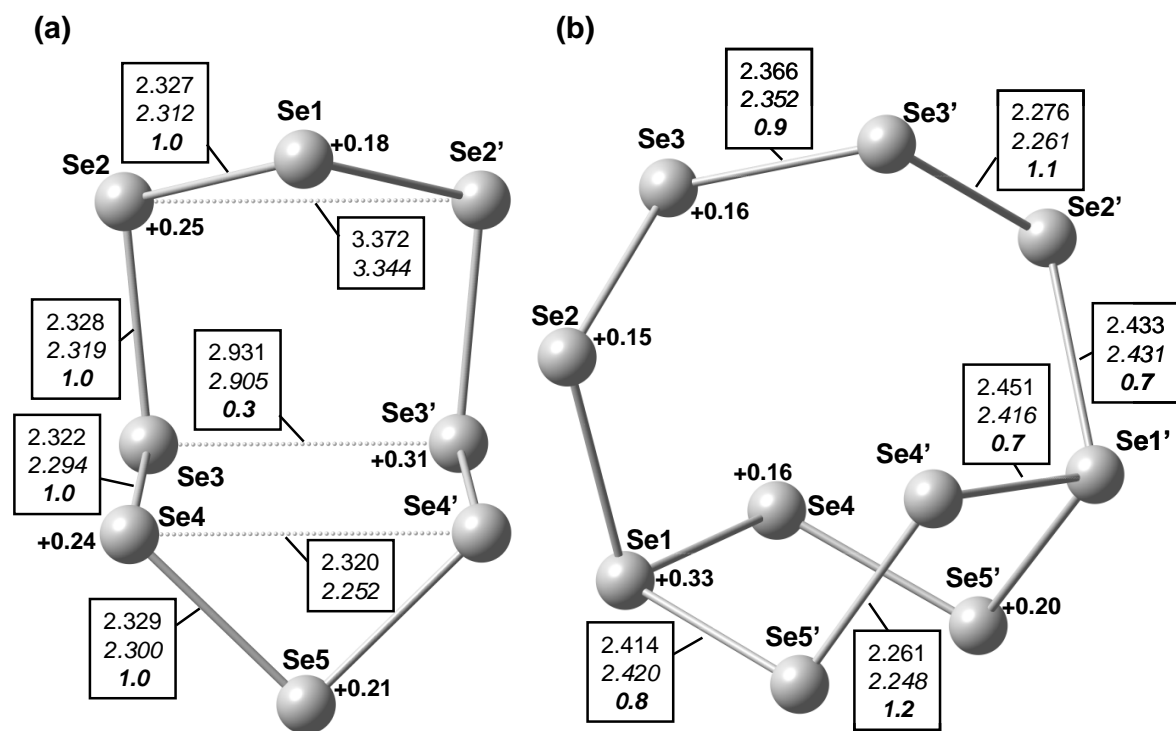 (a)
2.327
2.312
1.0
Se1
+0.18
Se2
Se2’
+0.25
3.372
3.344
2.328
2.319
1.0
2.931
2.905
0.3
Se3’
+0.31
2.322
2.294
1.0
Se3
Se4
Se4’
+0.24
2.320
2.252
2.329
2.300
1.0
Se5
+0.21
(b)
2.366
2.352
0.9
Se3’
2.276
2.261
1.1
Se3
+0.16
Se2’
Se2
+0.15
2.433
2.431
0.7
2.451
2.416
0.7
Se1’
Se4’
+0.16
Se4
Se1
+0.33
Se5’
+0.20
Se5’
2.414
2.420
0.8
2.261
2.248
1.2